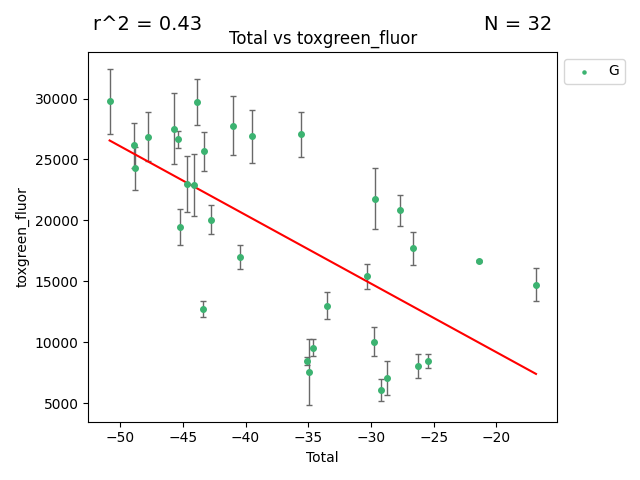 r^2 = 0.43
N = 32
Total vs toxgreen_fluor
G
toxgreen_fluor
30000
25000
20000
15000
10000
5000
−50
−45
−40
−35
−30
−25
−20
Total